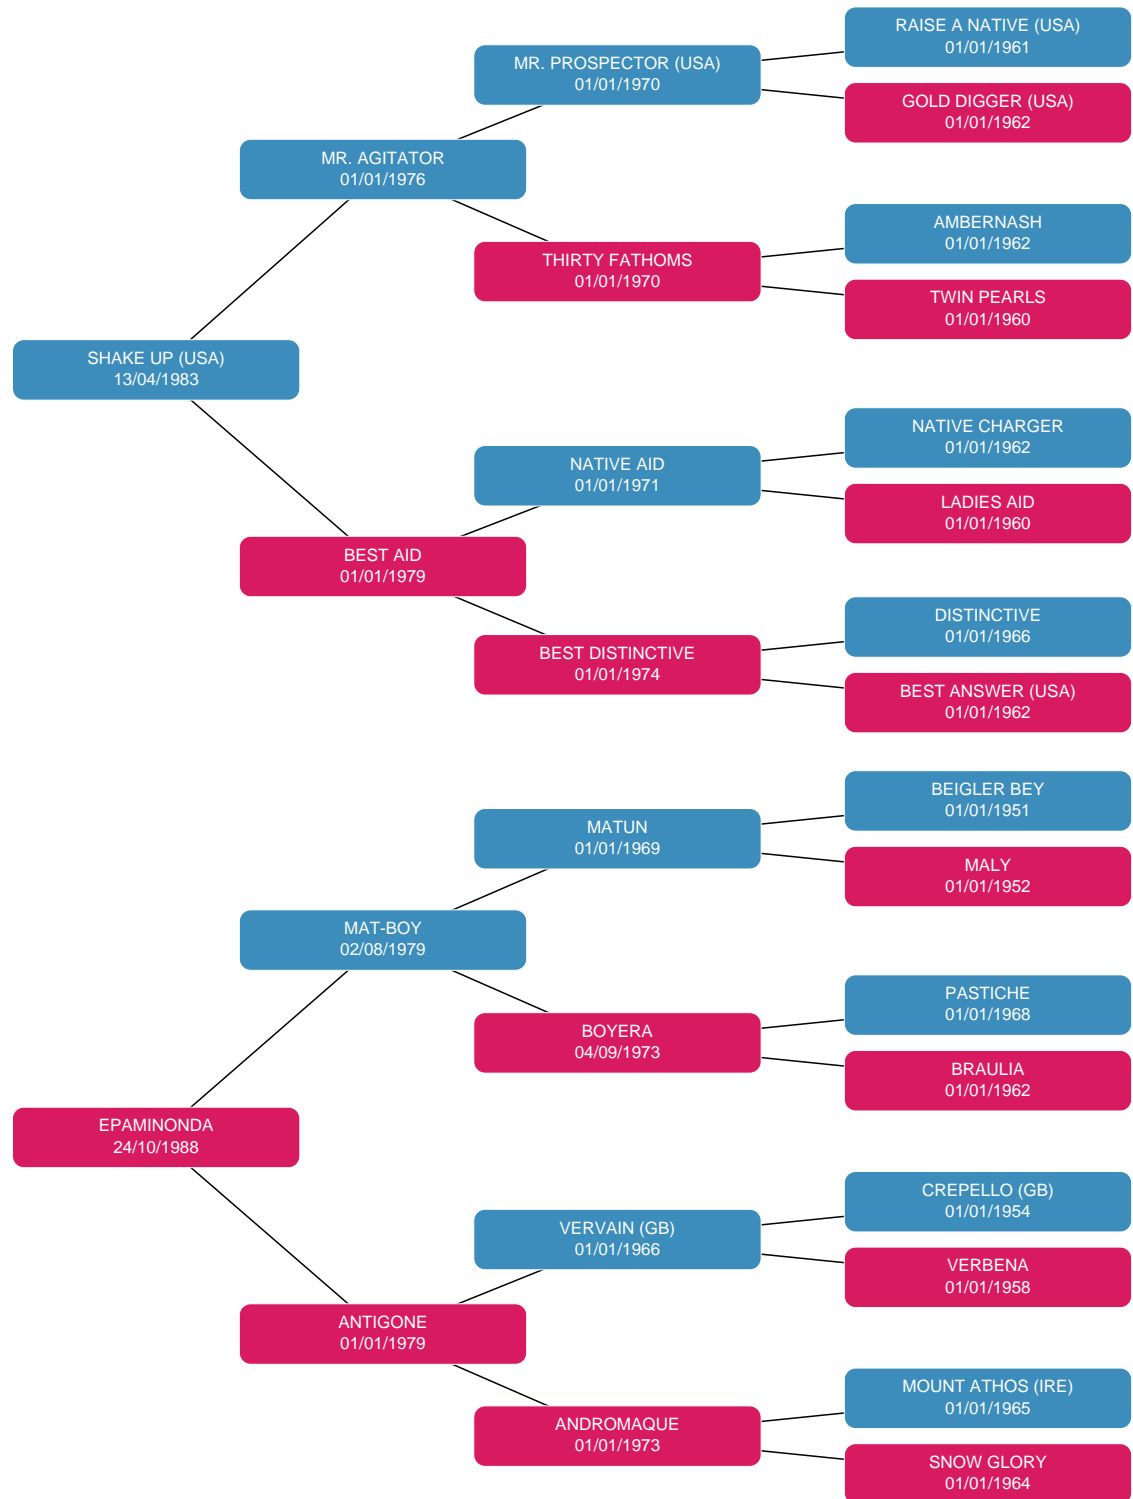 RAISE A NATIVE (USA)
01/01/1961
MR. PROSPECTOR (USA)
01/01/1970
GOLD DIGGER (USA)
01/01/1962
MR. AGITATOR
01/01/1976
AMBERNASH
01/01/1962
THIRTY FATHOMS
01/01/1970
TWIN PEARLS
01/01/1960
SHAKE UP (USA)
13/04/1983
NATIVE CHARGER
01/01/1962
NATIVE AID
01/01/1971
LADIES AID
01/01/1960
BEST AID
01/01/1979
DISTINCTIVE
01/01/1966
BEST DISTINCTIVE
01/01/1974
BEST ANSWER (USA)
01/01/1962
BEIGLER BEY
01/01/1951
MATUN
01/01/1969
MALY
01/01/1952
MAT-BOY
02/08/1979
PASTICHE
01/01/1968
BOYERA
04/09/1973
BRAULIA
01/01/1962
EPAMINONDA
24/10/1988
CREPELLO (GB)
01/01/1954
VERVAIN (GB)
01/01/1966
VERBENA
01/01/1958
ANTIGONE
01/01/1979
MOUNT ATHOS (IRE)
01/01/1965
ANDROMAQUE
01/01/1973
SNOW GLORY
01/01/1964